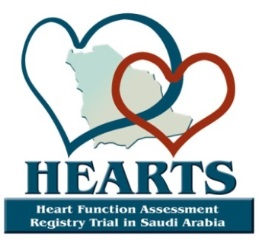 HEARTS
Heart Function Assessment
Registry Trial in Saudi Arabia